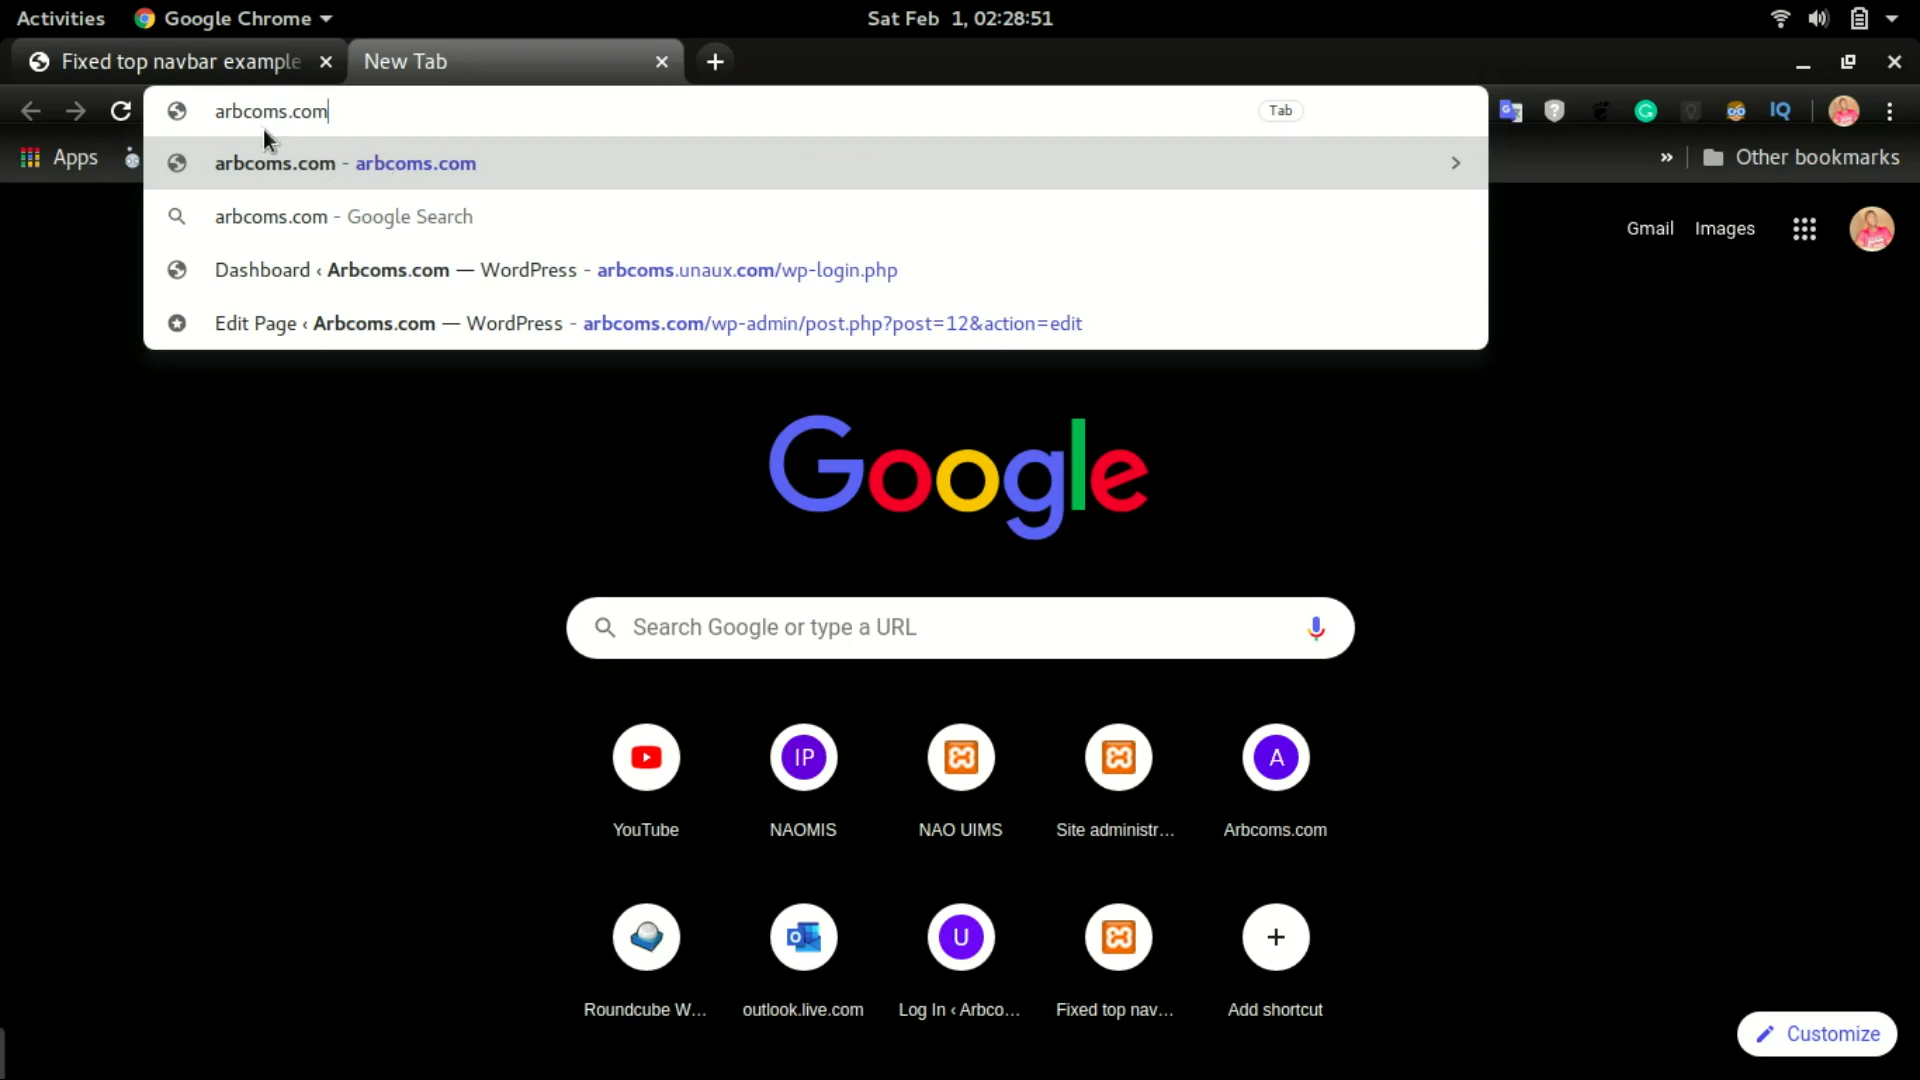 Activities Google Chrome Sat Feb 1, 02:28:51
Fixed top navbar example New Tab
arbcoms.com Tab IQ
Apps arbcoms.com - arbcoms.com Other bookmarks
arbcoms.com - Google Search
Gmail Images
Dashboard ‹ Arbcoms.com — WordPress - arbcoms.unaux.com/wp-login.php
Edit Page ‹ Arbcoms.com — WordPress - arbcoms.com/wp-admin/post.php?post=12&action=edit
Google
Search Google or type a URL
IP A
YouTube NAOMIS NAO UIMS Site administr... Arbcoms.com
U
Roundcube W... outlook.live.com Log In ‹ Arbco... Fixed top nav... Add shortcut
Customize